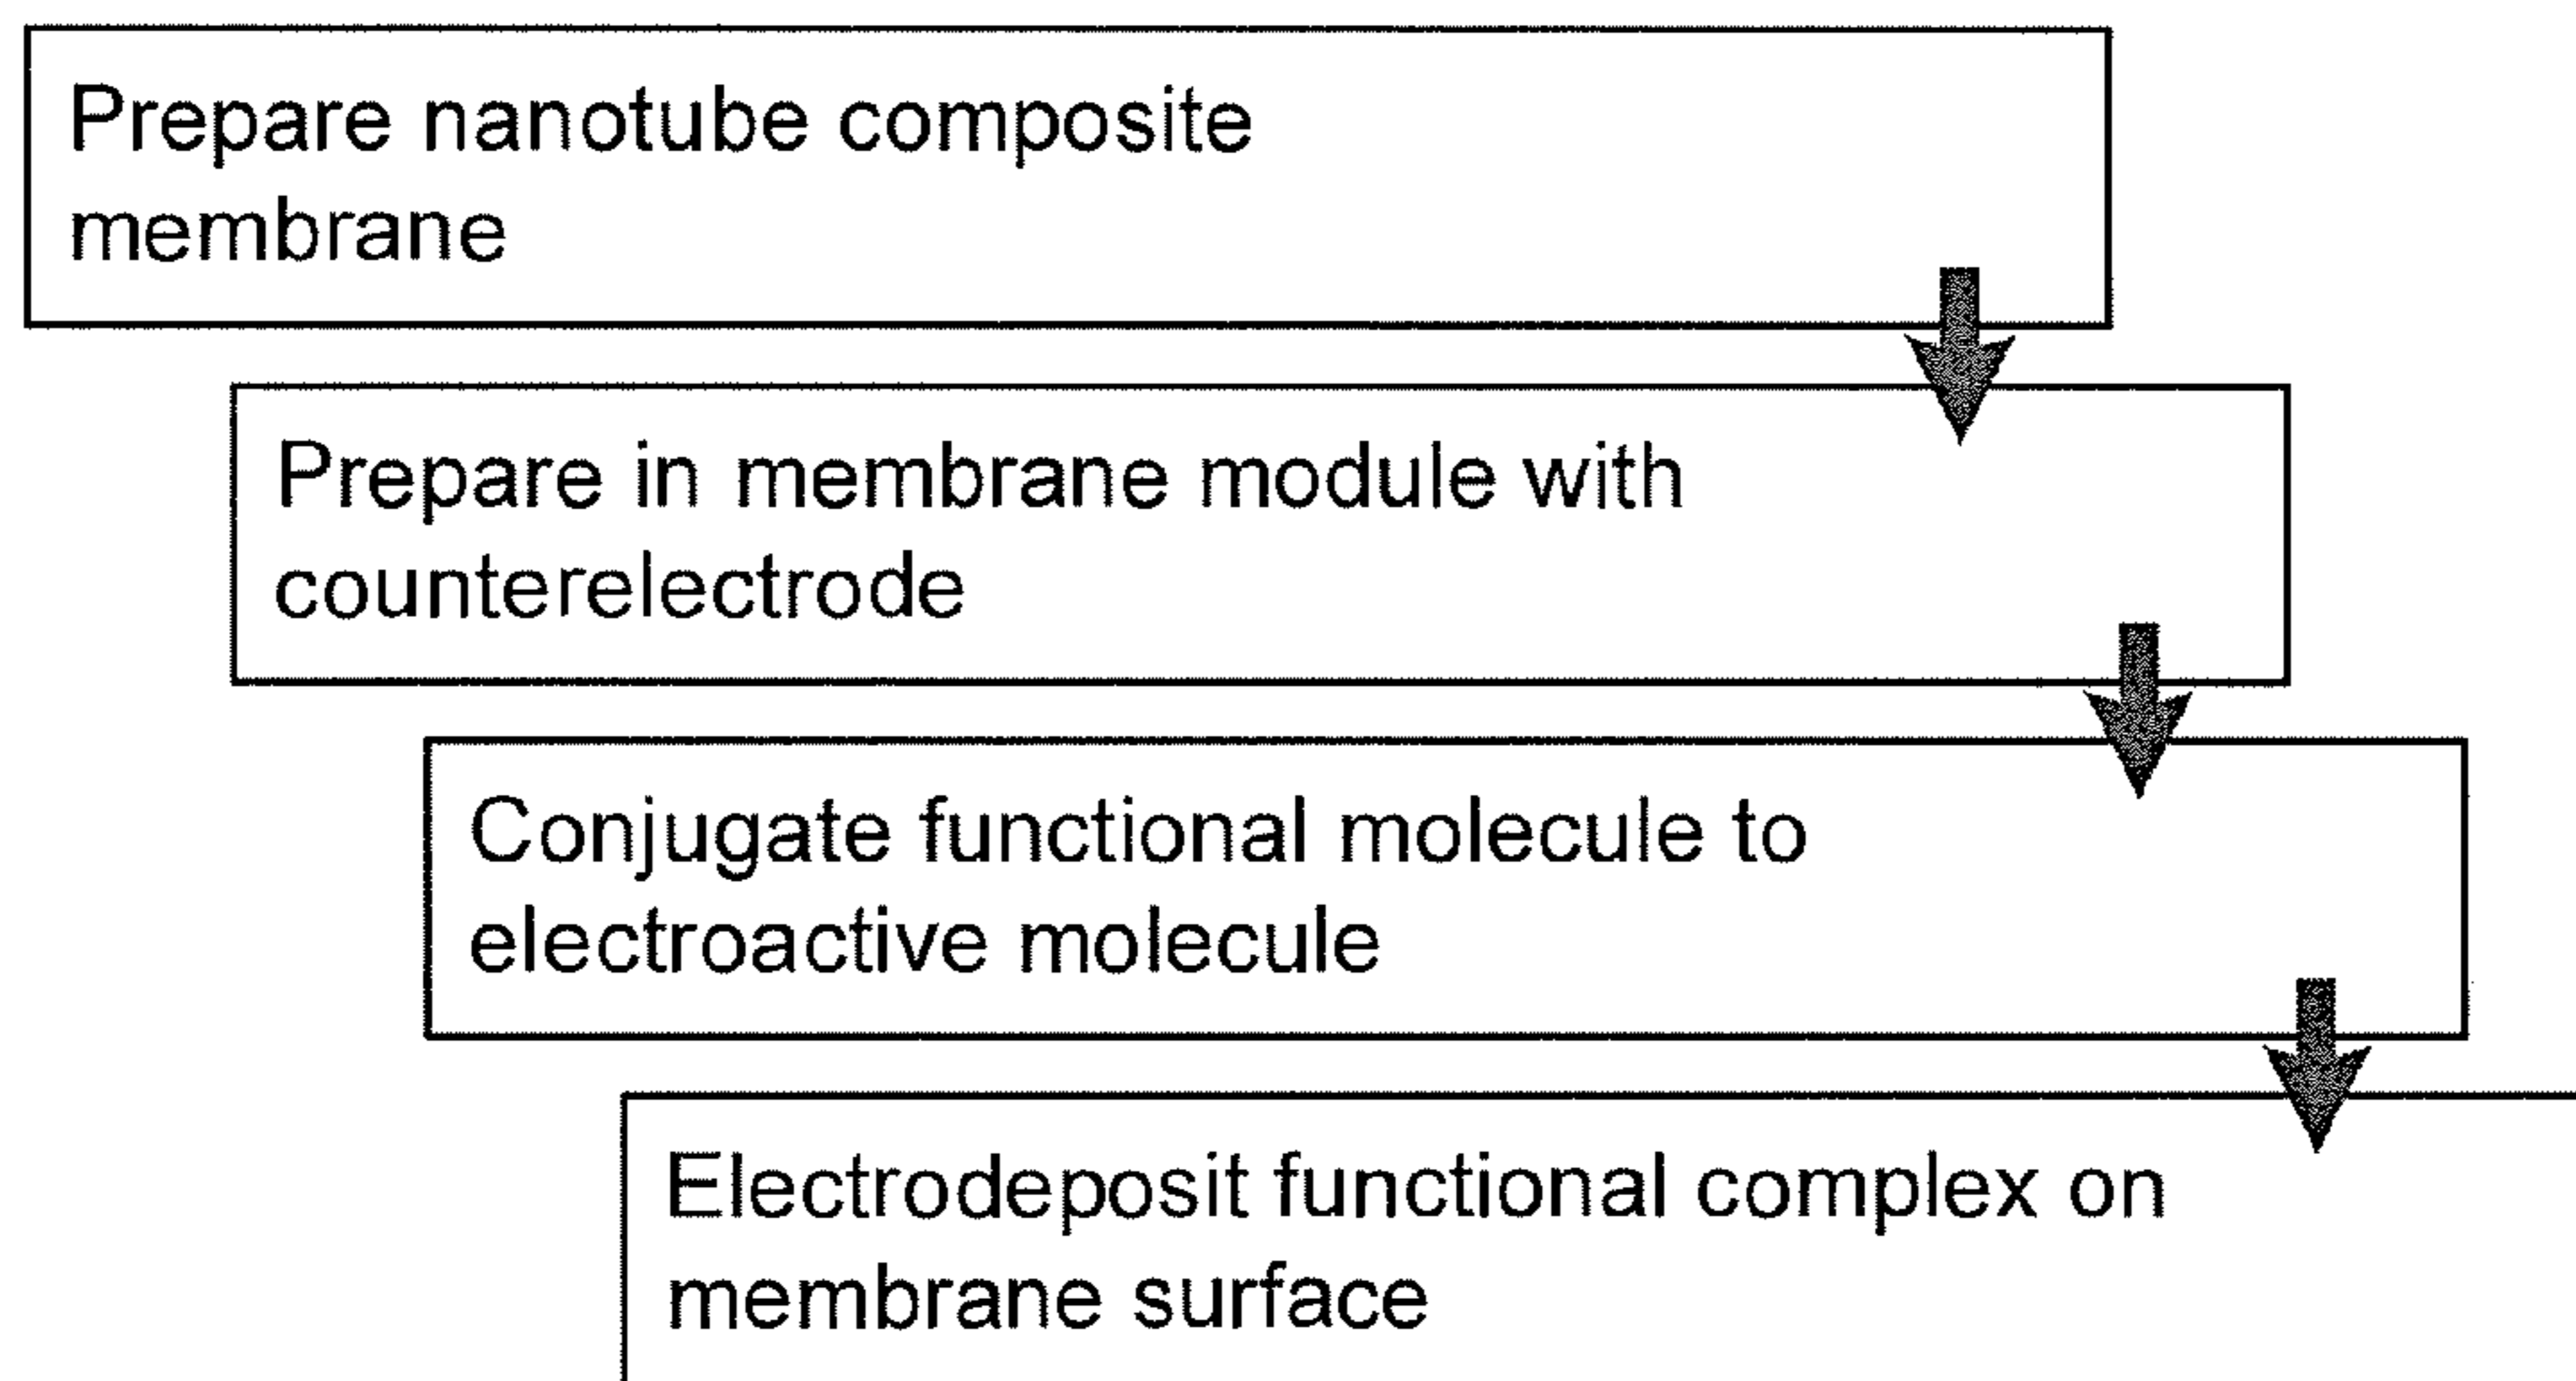 Prepare nanotube composite
membrane
Prepare in membrane module with
counterelectrode
Conjugate functional molecule to
electroactive molecule
Electrodeposit functional complex on
membrane surface